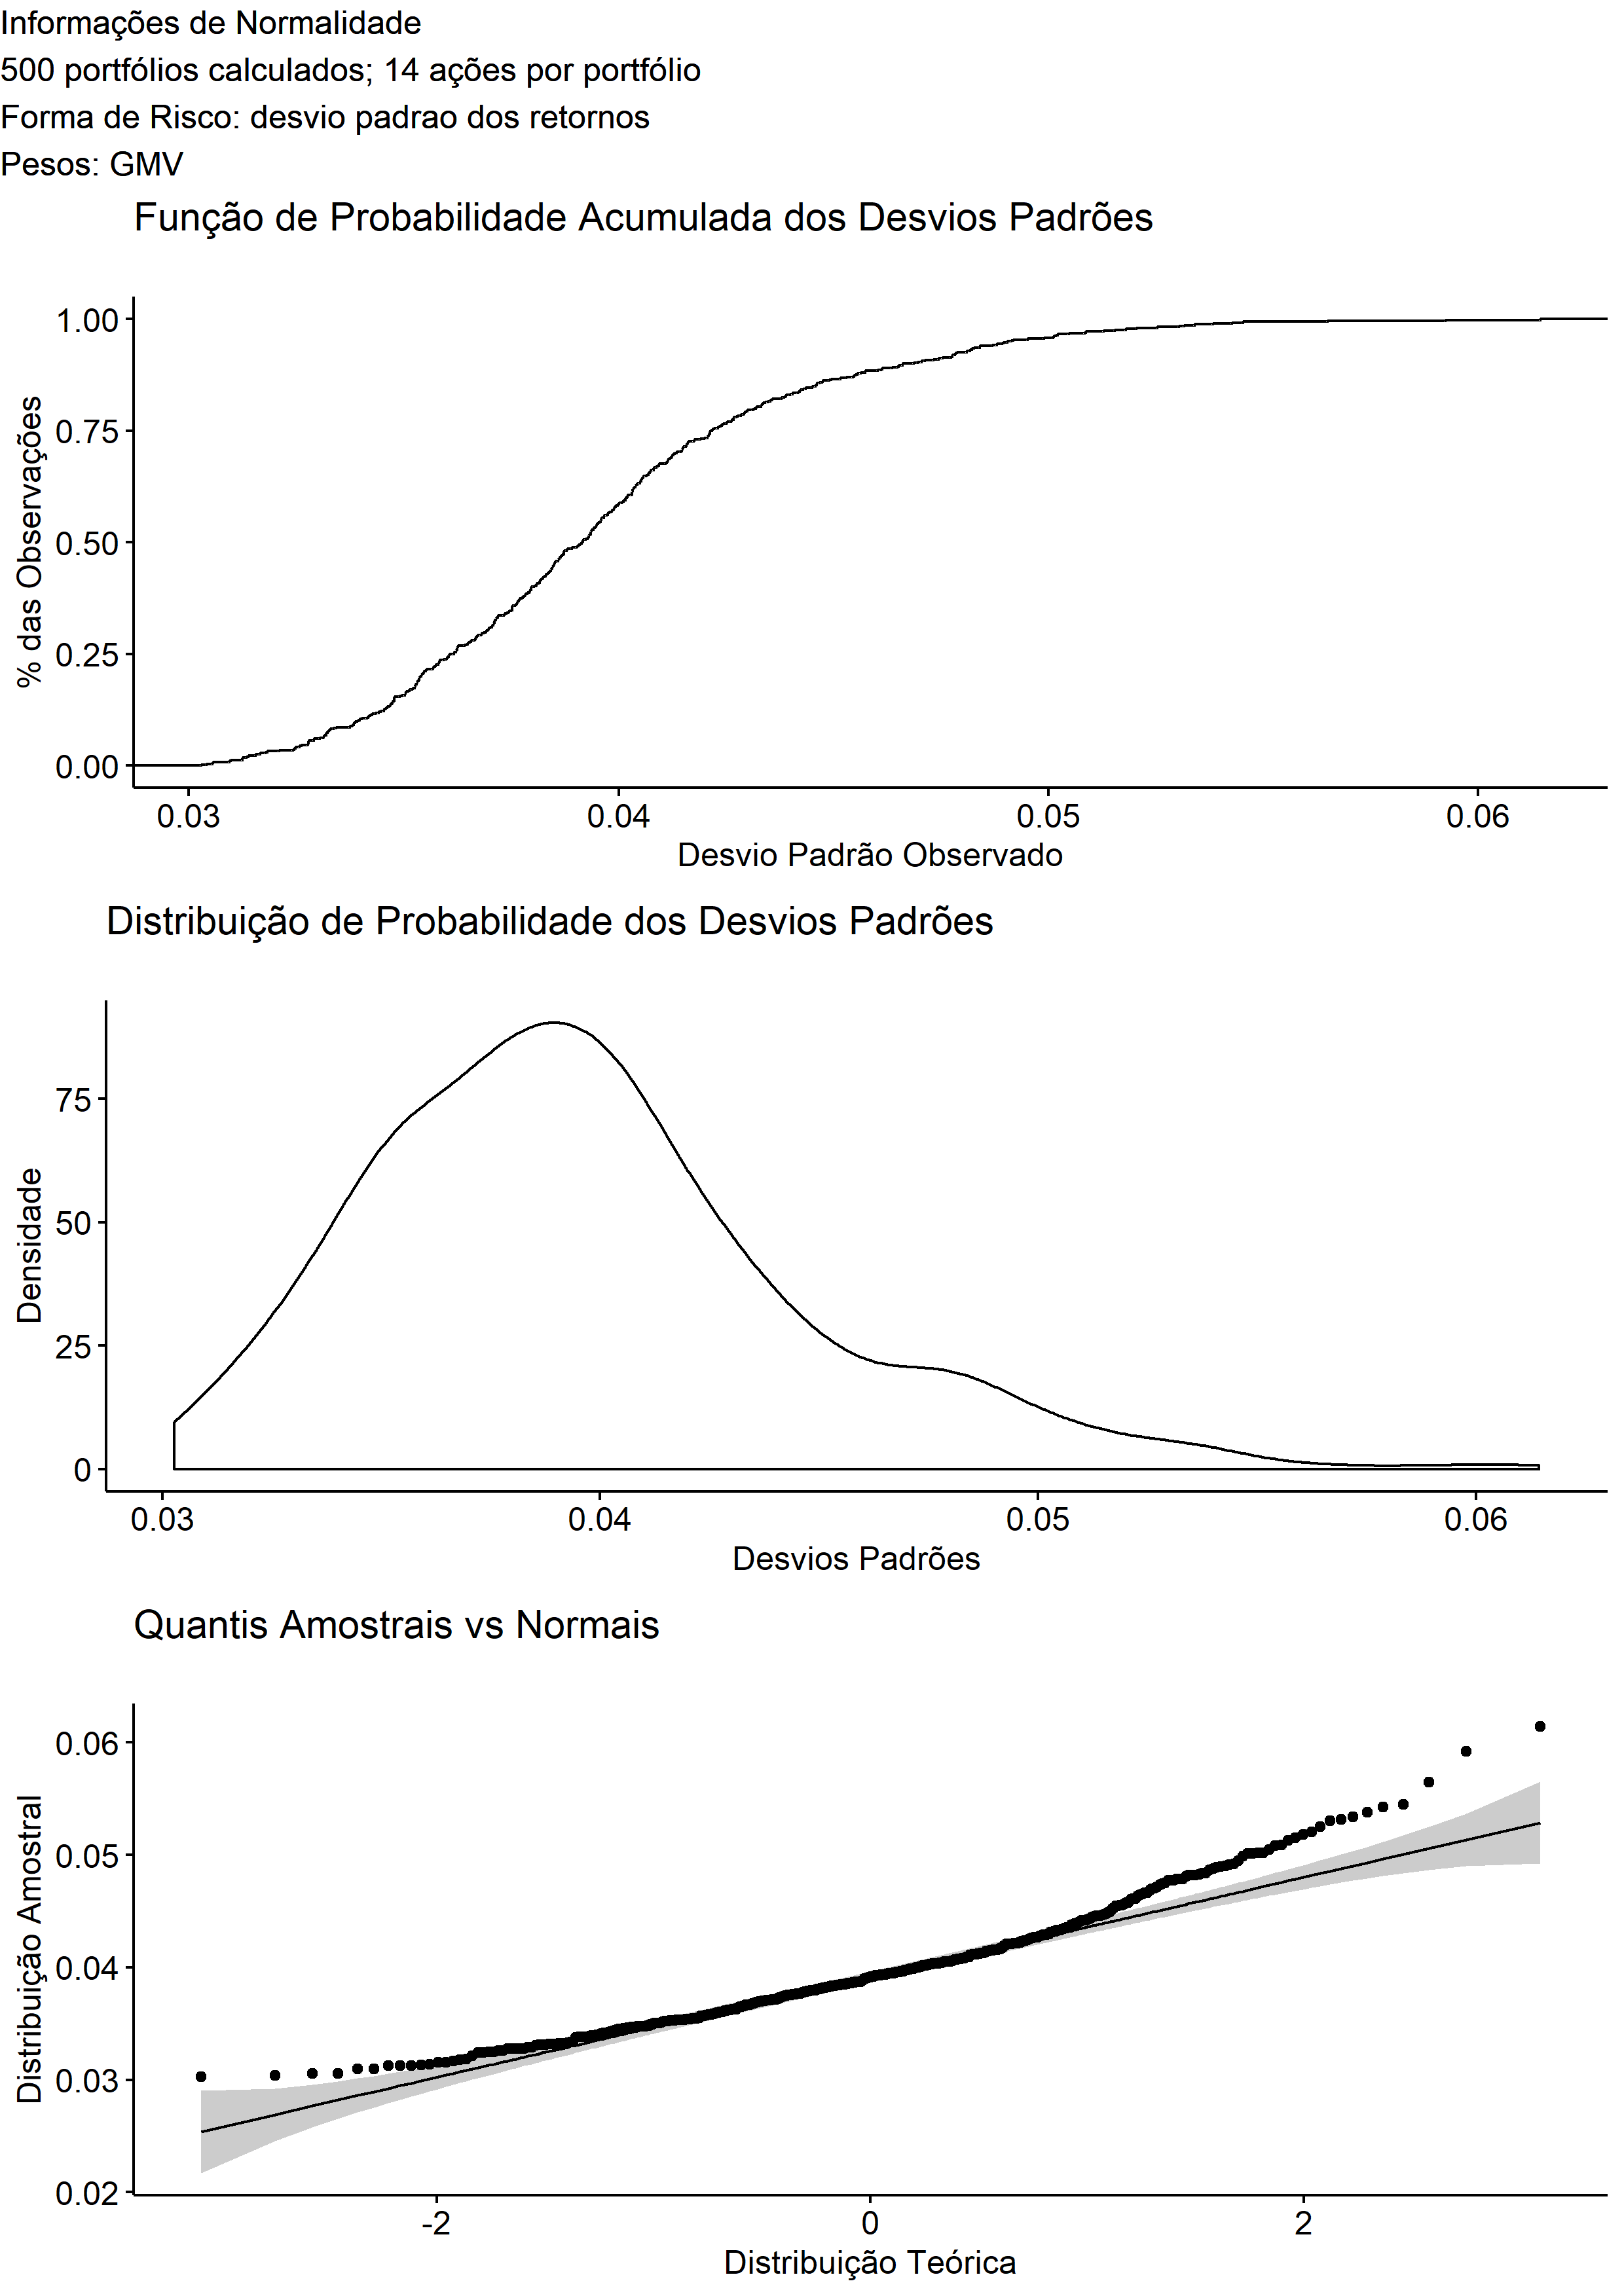 Informações de Normalidade
500 portfólios calculados; 14 ações por portfólio
Forma de Risco: desvio padrao dos retornos
Pesos: GMV
Função de Probabilidade Acumulada dos Desvios Padrões
% das Observações
1.00
0.75
0.50
0.25
0.00
0.03 0.04 0.05 0.06
Desvio Padrão Observado
Distribuição de Probabilidade dos Desvios Padrões
Densidade
75
50
25
0
0.03 0.04 0.05 0.06
Desvios Padrões
Quantis Amostrais vs Normais
Distribuição Amostral
0.06
0.05
0.04
0.03
0.02
-2 0 2
Distribuição Teórica